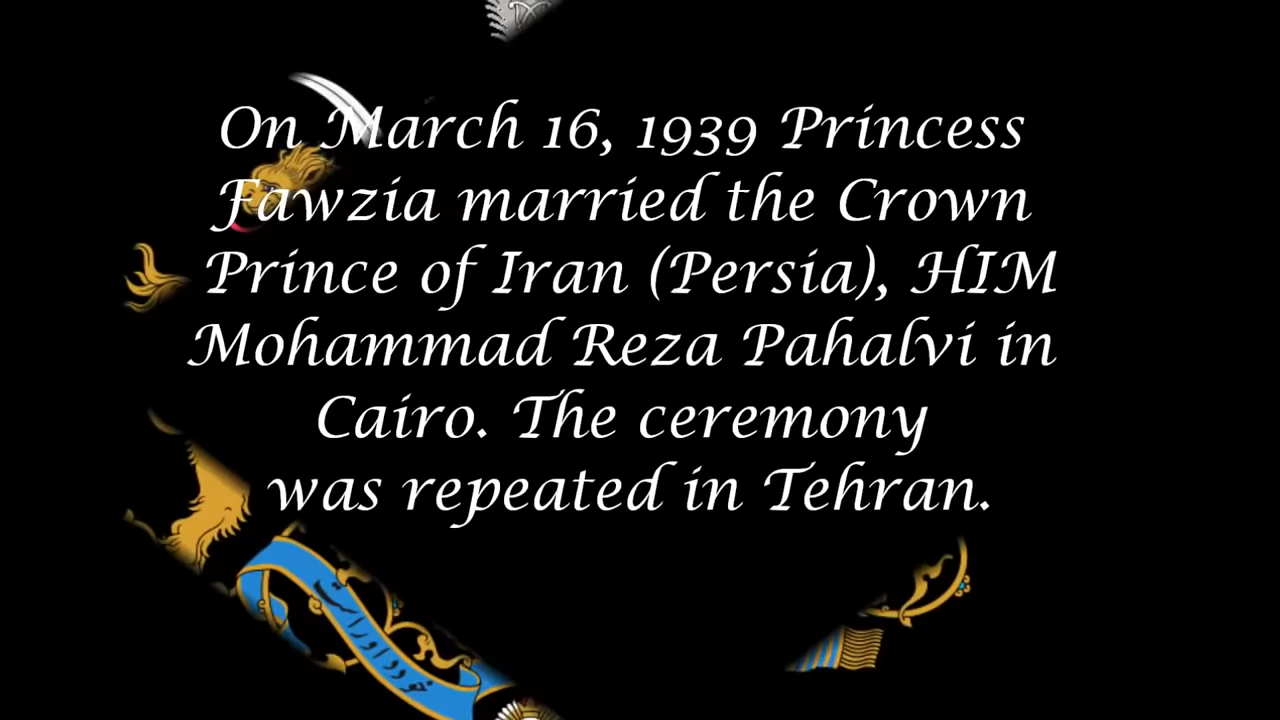 On March 16, 1939 Princess
Fawzia married the Crown
Prince of Iran (Persia), HIM
Mohammad Reza Pahalvi in
Cairo. The ceremony
was repeated in Tehran.